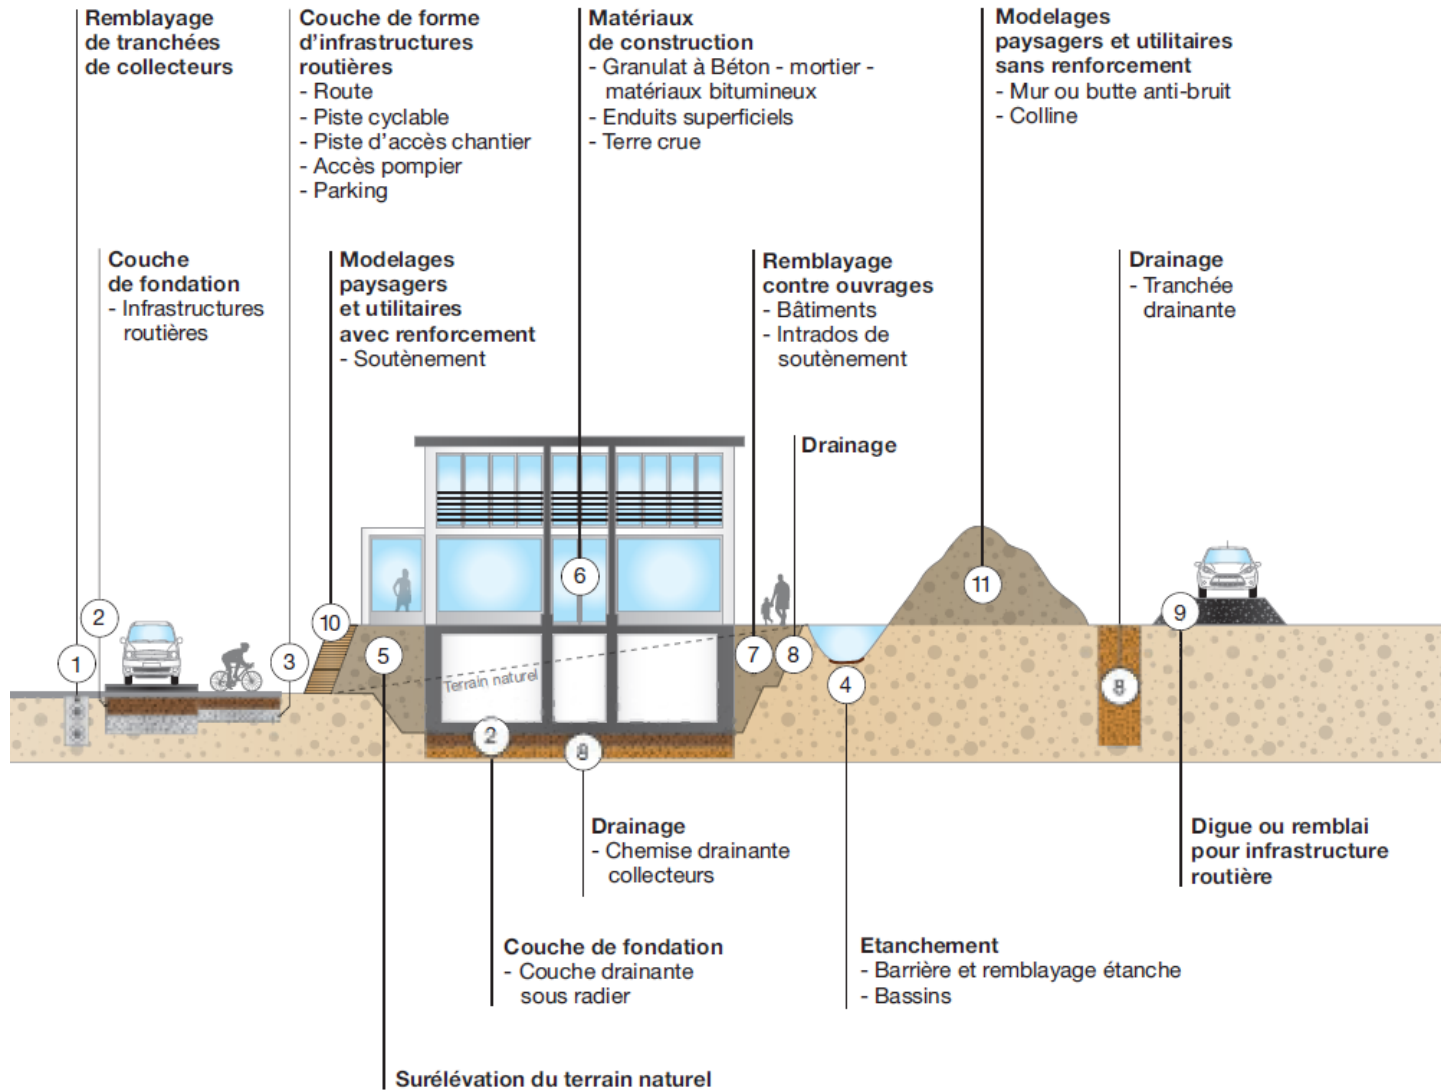 Remblayage
de tranchées
de collecteurs
Couche de forme
d'infrastructures
routières
- Route
- Piste cyclable
- Piste d'accès chantier
- Accès pompier
- Parking
Matériaux
de construction
- Granulat à Béton - mortier -
matériaux bitumineux
- Enduits superficiels
- Terre crue
Modelages
paysagers et utilitaires
sans renforcement
- Mur ou butte anti-bruit
- Colline
Couche
de fondation
- Infrastructures
routières
Modelages
paysagers
et utilitaires
avec renforcement
- Soutènement
Remblayage
contre ouvrages
- Bâtiments
- Intrados de
soutènement
Drainage
- Tranchée
drainante
Drainage
6
11
2
10
9
1
3
5
7
8
4
Terrain naturel
8
2
8
Drainage
- Chemise drainante
collecteurs
Digue ou remblai
pour infrastructure
routière
Couche de fondation
- Couche drainante
sous radier
Etanchement
- Barrière et remblayage étanche
- Bassins
Surélévation du terrain naturel